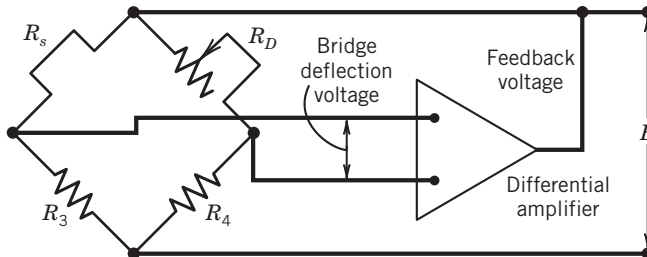 R_s
R_D
Bridge
deflection
voltage
Feedback
voltage
R_3
R_4
Differential
amplifier